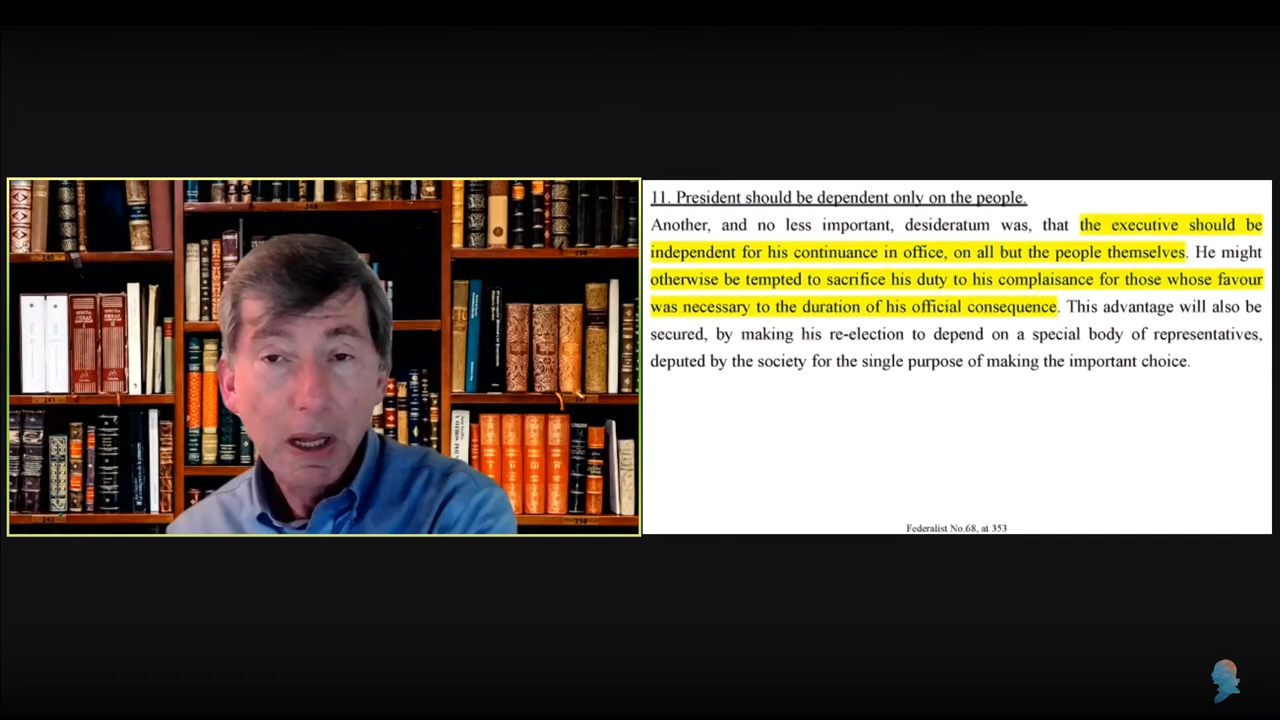 11. President should be dependent only on the people.
Another, and no less important, desideratum was, that the executive should be
independent for his continuance in office, on all but the people themselves. He might
otherwise be tempted to sacrifice his duty to his complaisance for those whose favour
was necessary to the duration of his official consequence. This advantage will also be
secured, by making his re-election to depend on a special body of representatives,
deputed by the society for the single purpose of making the important choice.
Federalist No.68, at 353
240
241
242
250